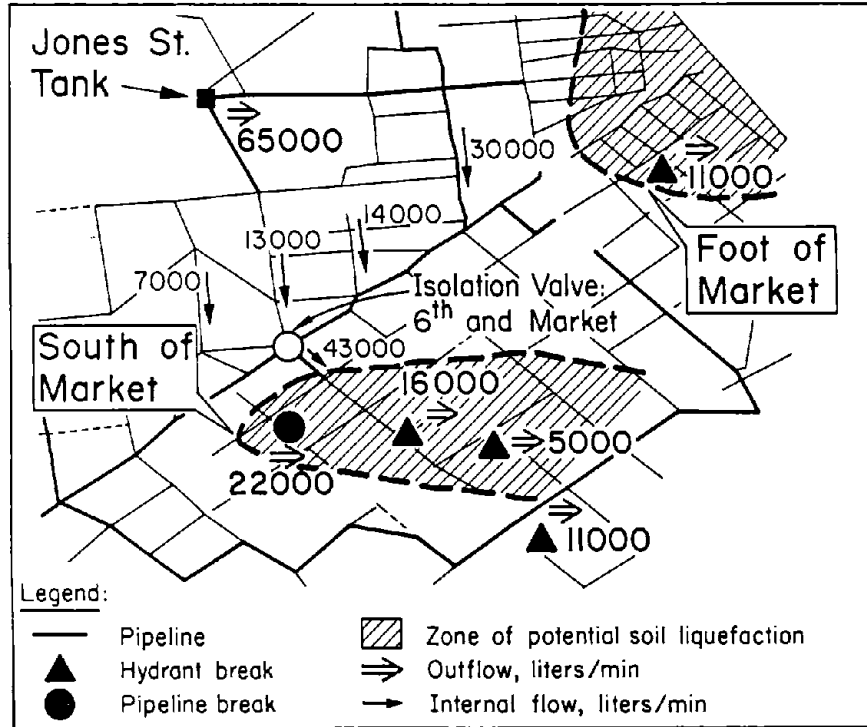 Jones St.
Tank
65000
30000
11000
14000
13000
7000
Foot of
Market
Isolation Valve:
6th and Market
South of
Market
43000
16000
5000
22000
11000
Legend:
Pipeline
Hydrant break
Pipeline break
Zone of potential soil liquefaction
Outflow, liters/min
Internal flow, liters/min